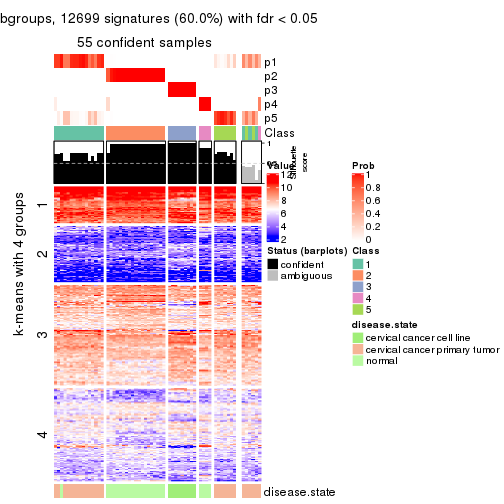 bgroups, 12699 signatures (60.0%) with fdr < 0.05
55 confident samples
p1
p2
p3
p4
p5
Class
1
Silhouette
score
k-means with 4 groups
1
2
3
4
disease.state
Value
12
10
8
6
4
2
Status (barplots)
confident
ambiguous
Prob
1
0.8
0.6
0.4
0.2
0
Class
1
2
3
4
5
disease.state
cervical cancer cell line
cervical cancer primary tumor
normal